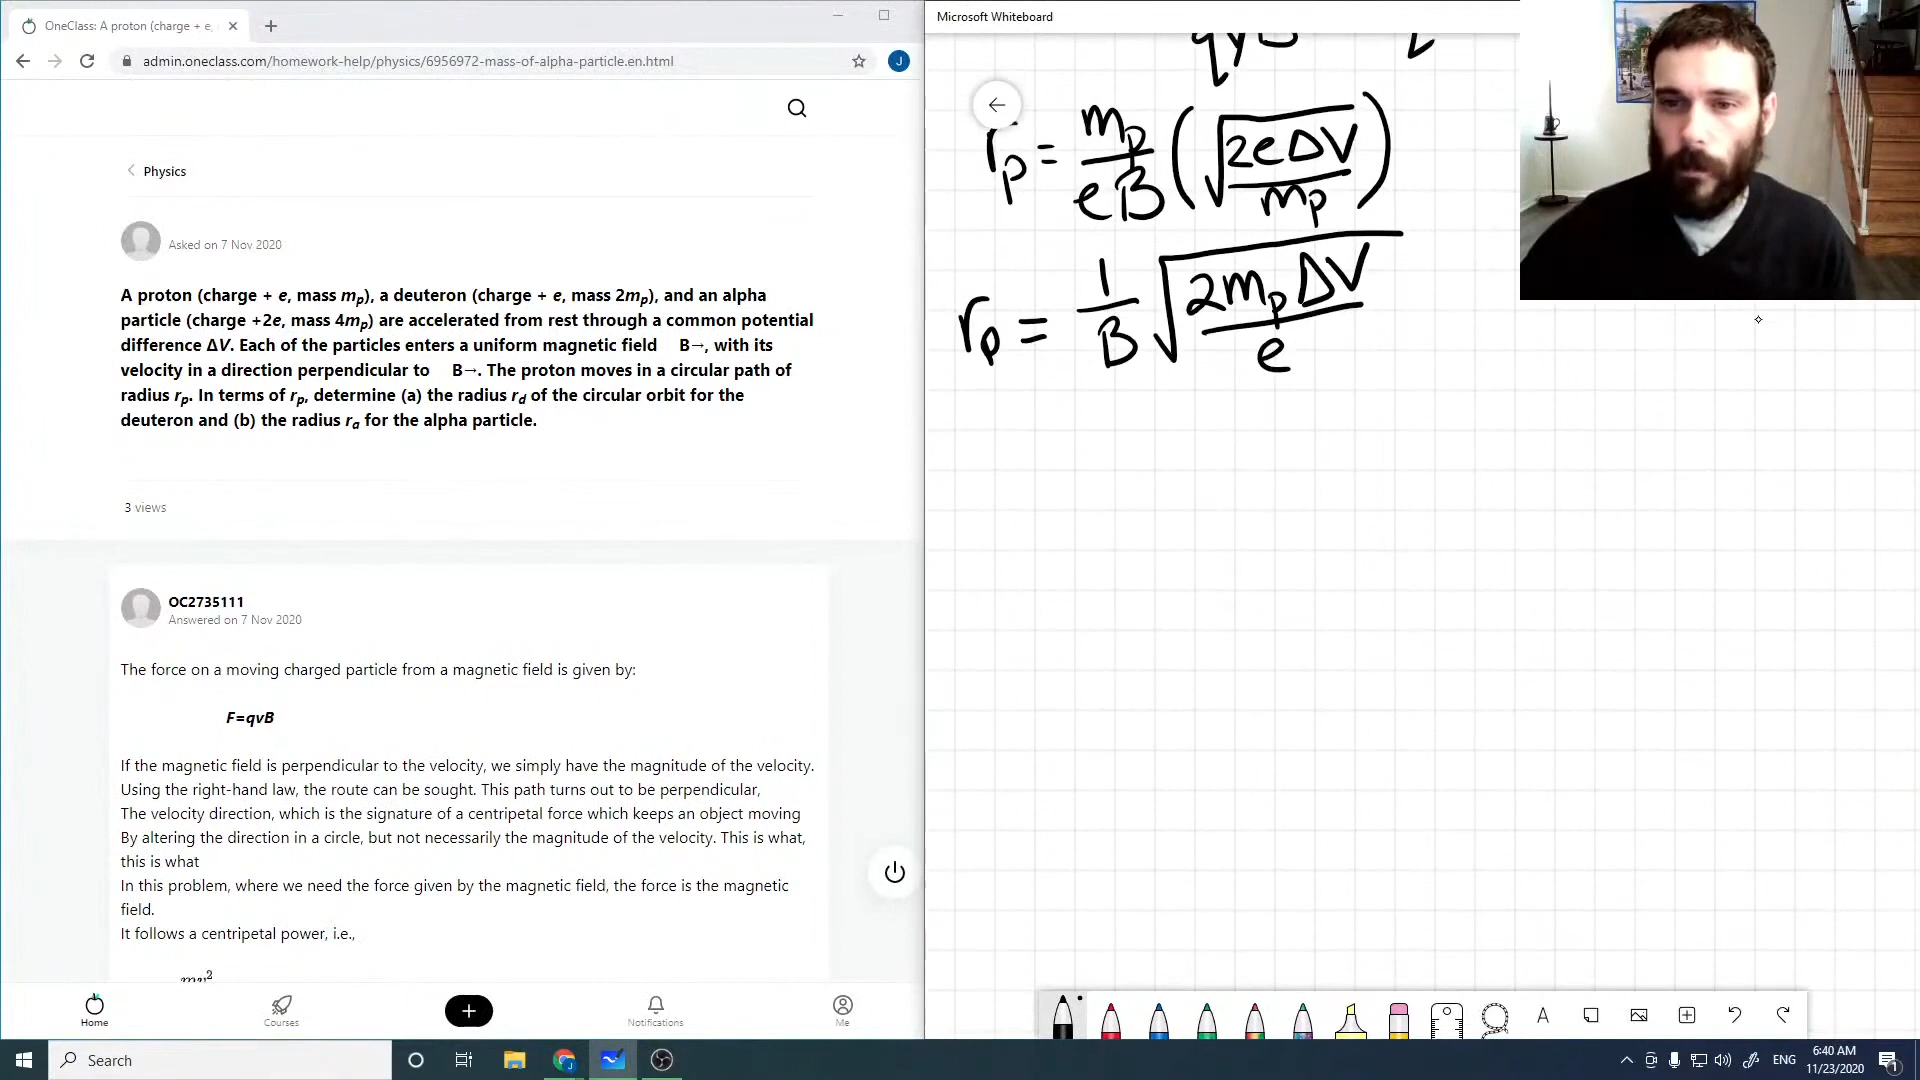 OneClass: A proton (charge + e,
admin.oneclass.com/homework-help/physics/6956972-mass-of-alpha-particle.en.html
J
Physics
Asked on 7 Nov 2020
A proton (charge + e, mass mp), a deuteron (charge + e, mass 2mp), and an alpha
particle (charge +2e, mass 4mp) are accelerated from rest through a common potential
difference ΔV. Each of the particles enters a uniform magnetic field B→, with its
velocity in a direction perpendicular to B→. The proton moves in a circular path of
radius rp. In terms of rp, determine (a) the radius rd of the circular orbit for the
deuteron and (b) the radius ra for the alpha particle.
3 views
OC2735111
Answered on 7 Nov 2020
The force on a moving charged particle from a magnetic field is given by:
F=qvB
If the magnetic field is perpendicular to the velocity, we simply have the magnitude of the velocity.
Using the right-hand law, the route can be sought. This path turns out to be perpendicular,
The velocity direction, which is the signature of a centripetal force which keeps an object moving
By altering the direction in a circle, but not necessarily the magnitude of the velocity. This is what,
this is what
In this problem, where we need the force given by the magnetic field, the force is the magnetic
field.
It follows a centripetal power, i.e.,
mv²
Home Courses Notifications Me
Microsoft Whiteboard
rp = mp/eB (√(2eΔV/mp))
rp = 1/B √(2mpΔV/e)
A
Search
ENG
6:40 AM
11/23/2020
1